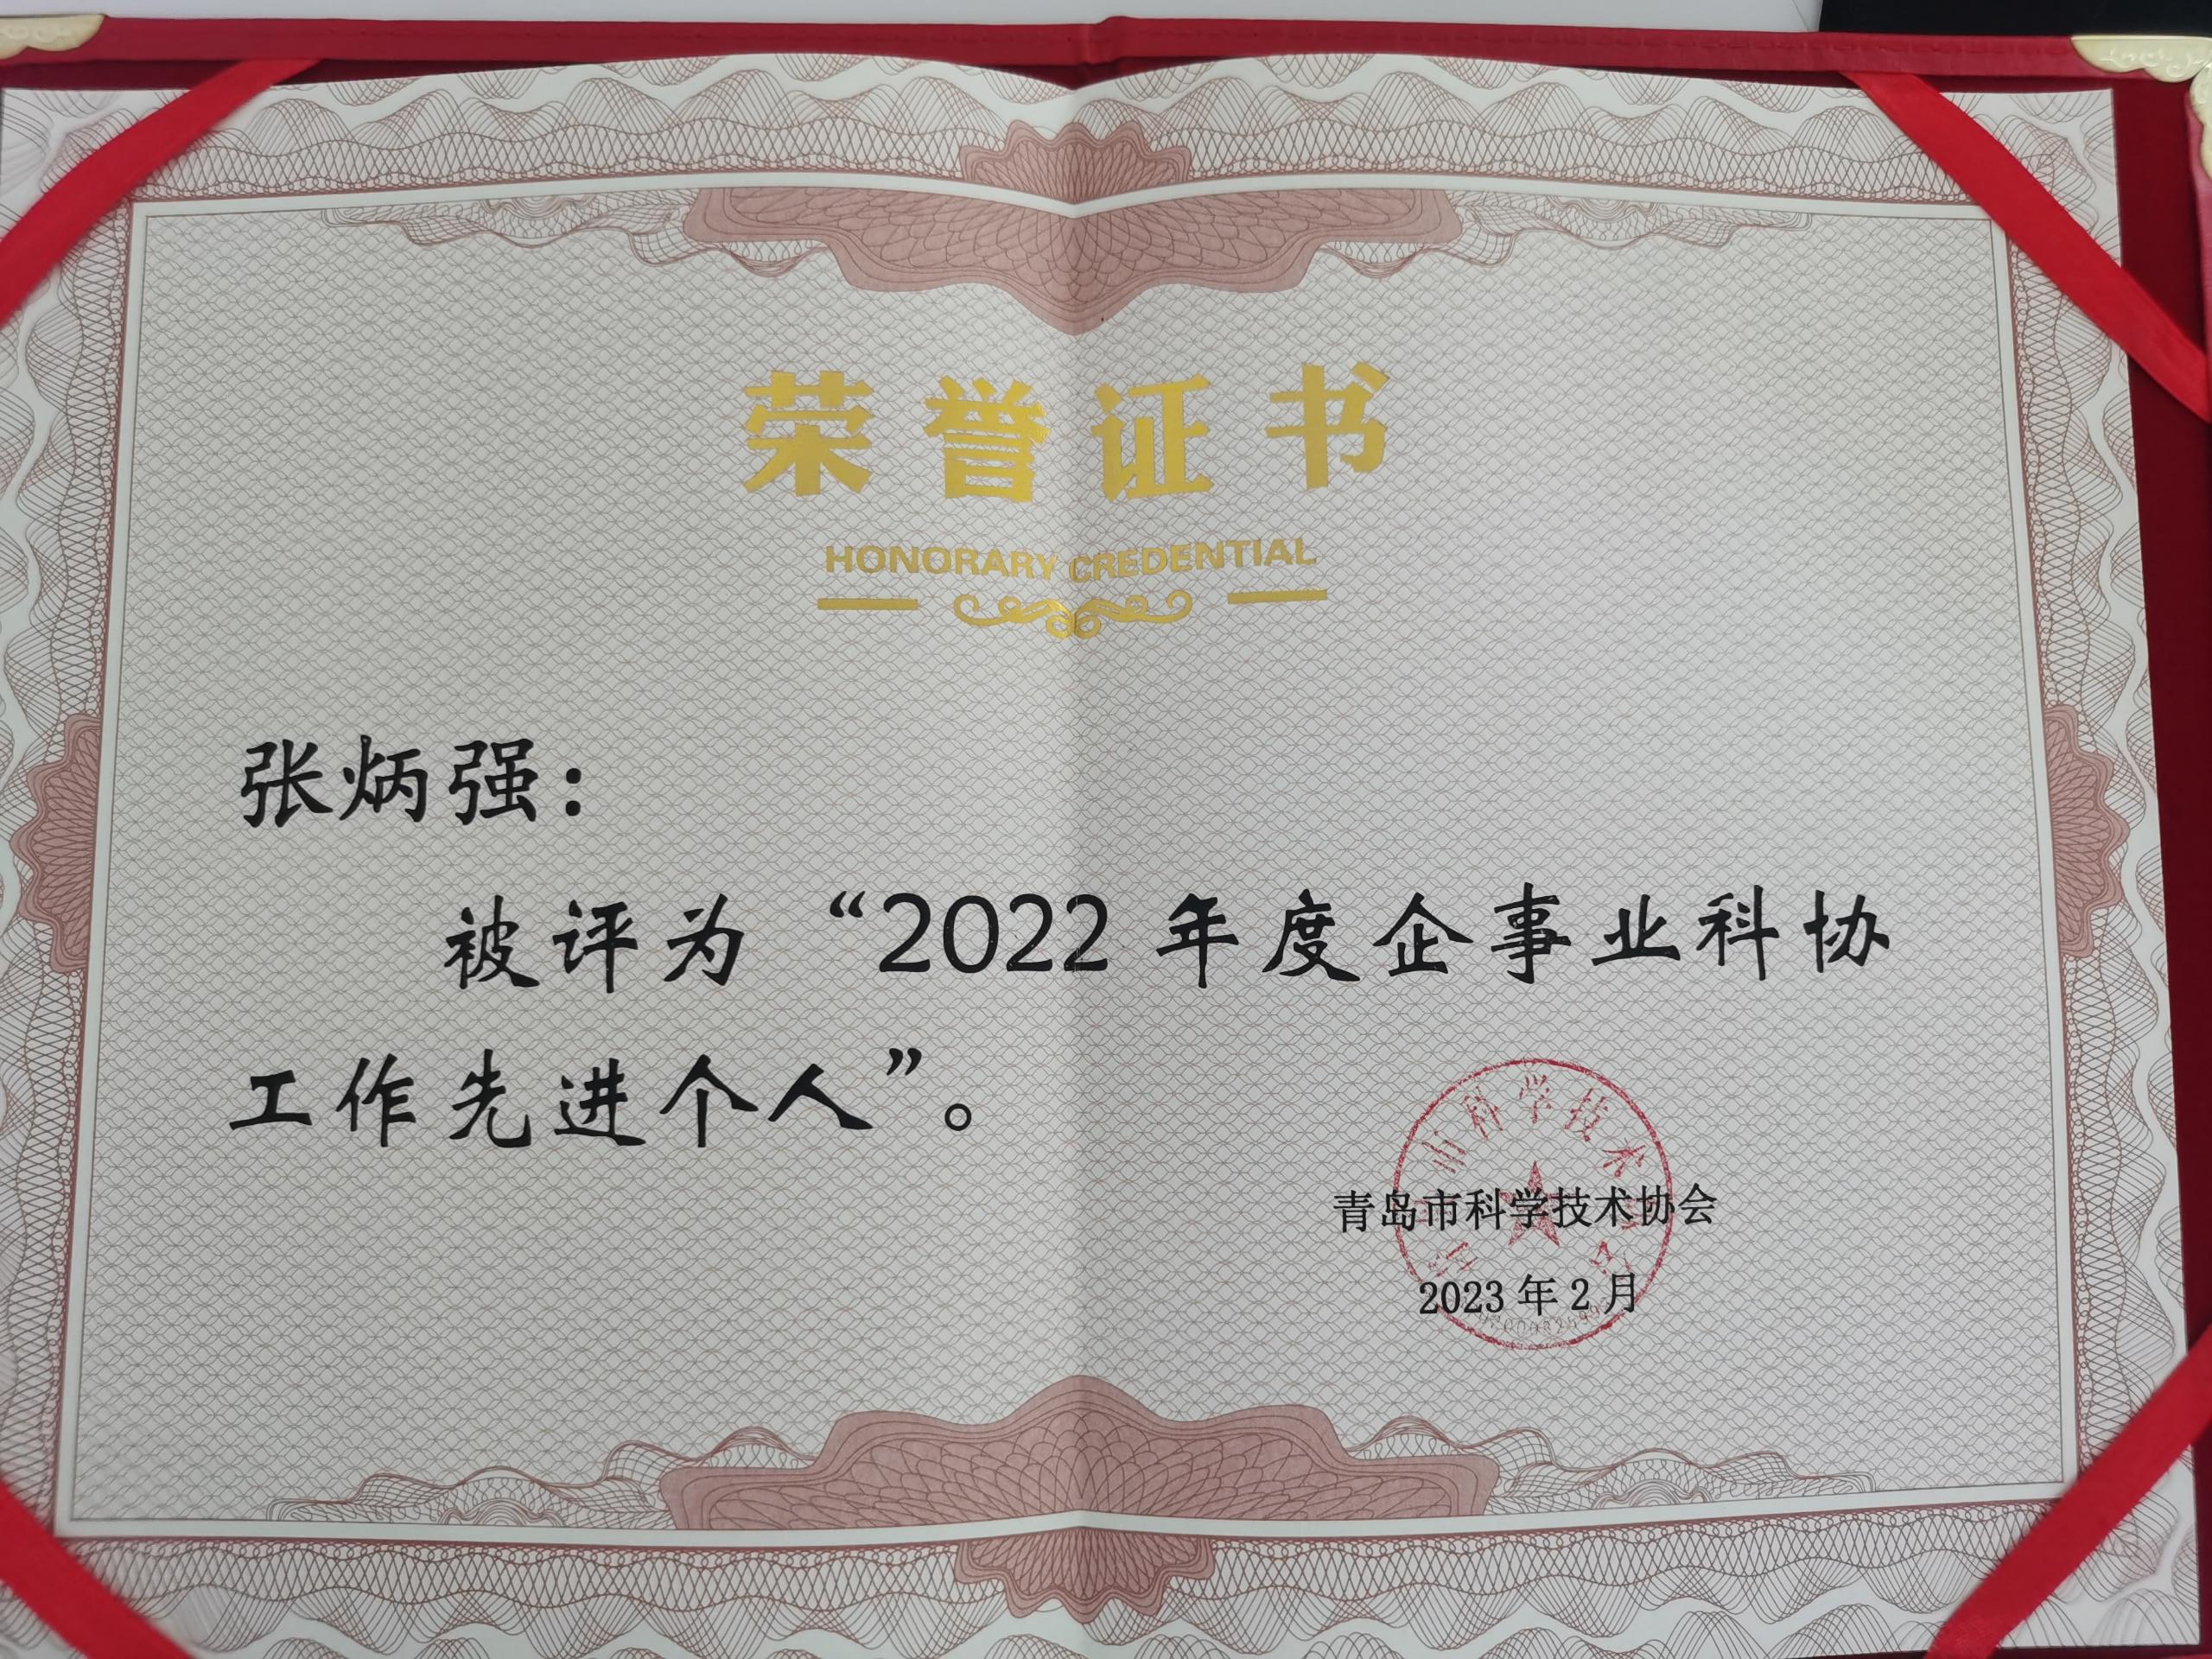 荣誉证书
HONORARY CREDENTIAL
张炳强：
被评为“2022年度企事业科协
工作先进个人”。
青岛市科学技术协会
2023年2月